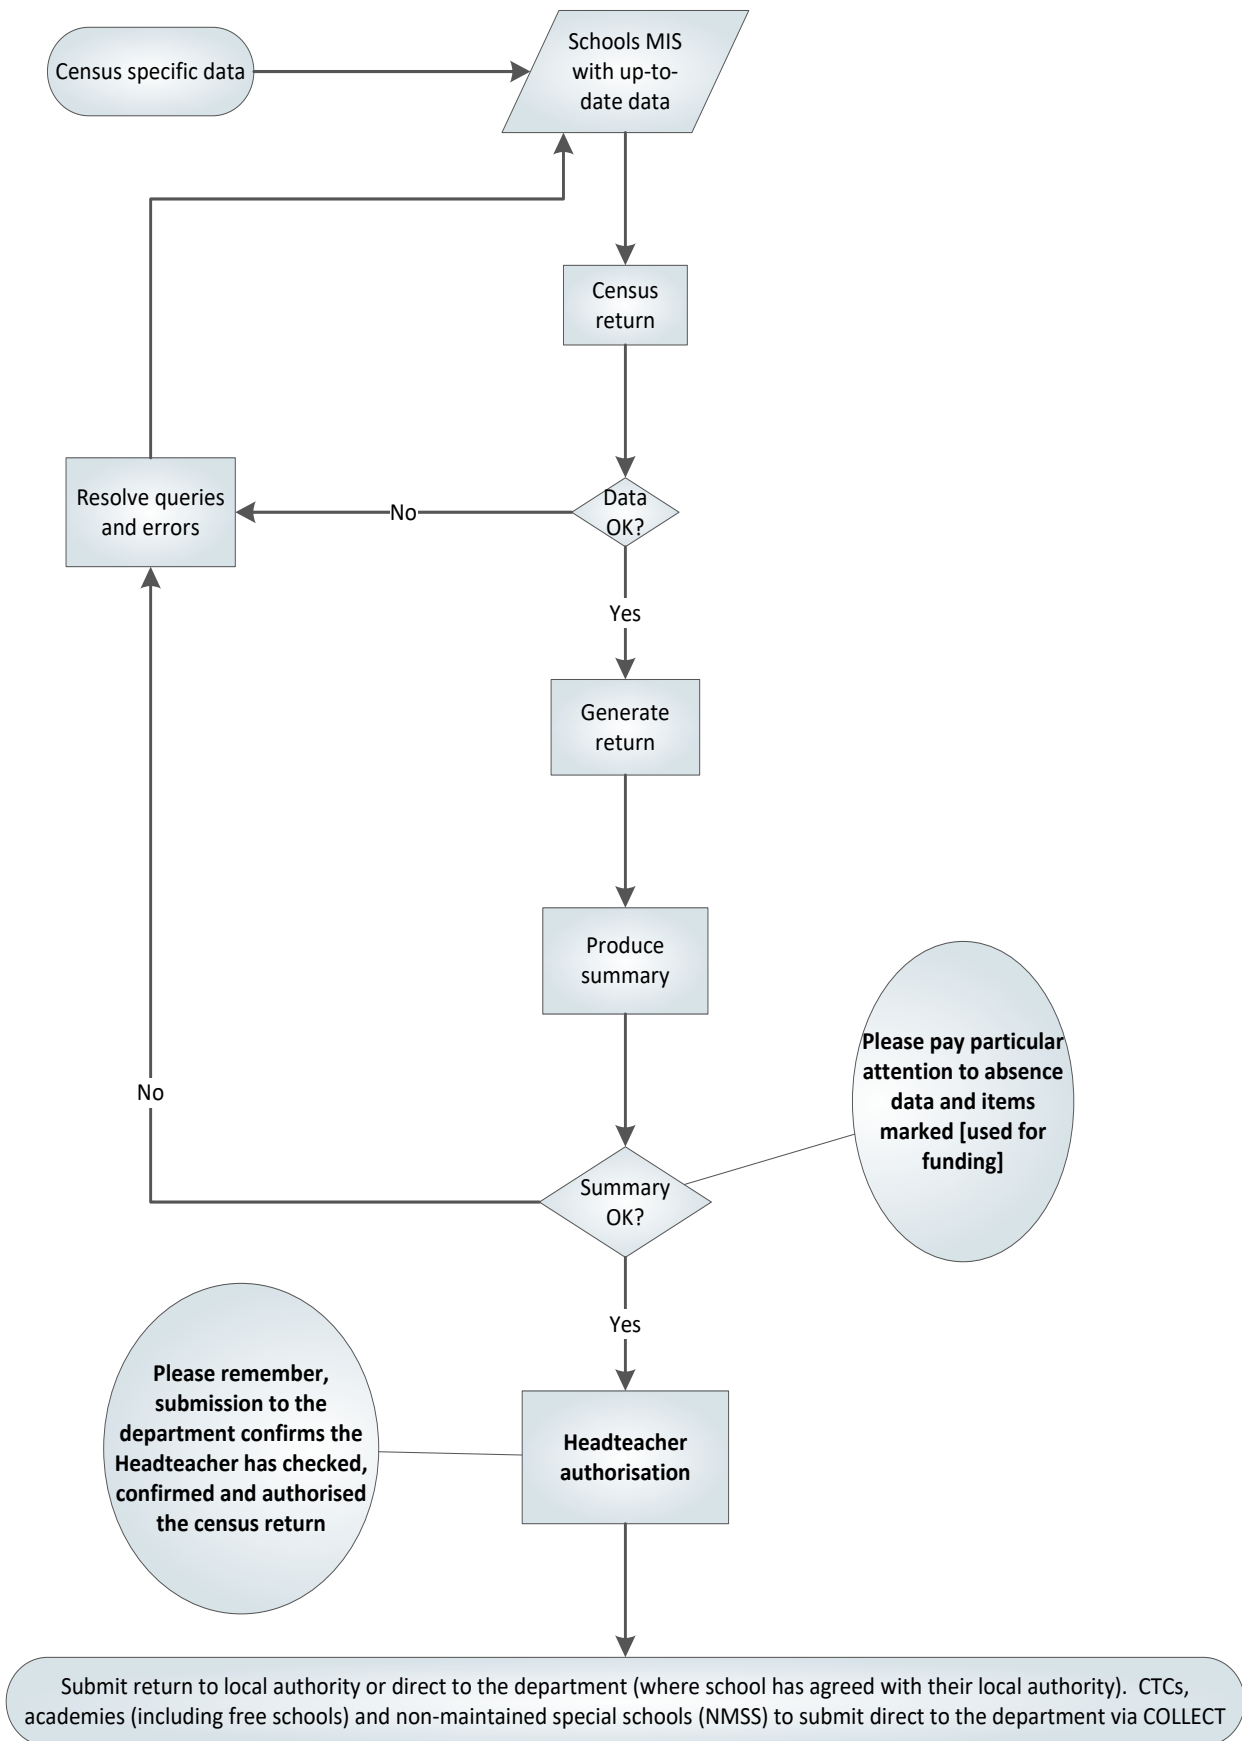 Census specific data
Schools MIS
with up-to-
date data
Census
return
Data
OK?
No
Resolve queries
and errors
Yes
Generate
return
Produce
summary
Please pay particular
attention to absence
data and items
marked [used for
funding]
No
Summary
OK?
Yes
Please remember,
submission to the
department confirms the
Headteacher has checked,
confirmed and authorised
the census return
Headteacher
authorisation
Submit return to local authority or direct to the department (where school has agreed with their local authority).  CTCs,
academies (including free schools) and non-maintained special schools (NMSS) to submit direct to the department via COLLECT